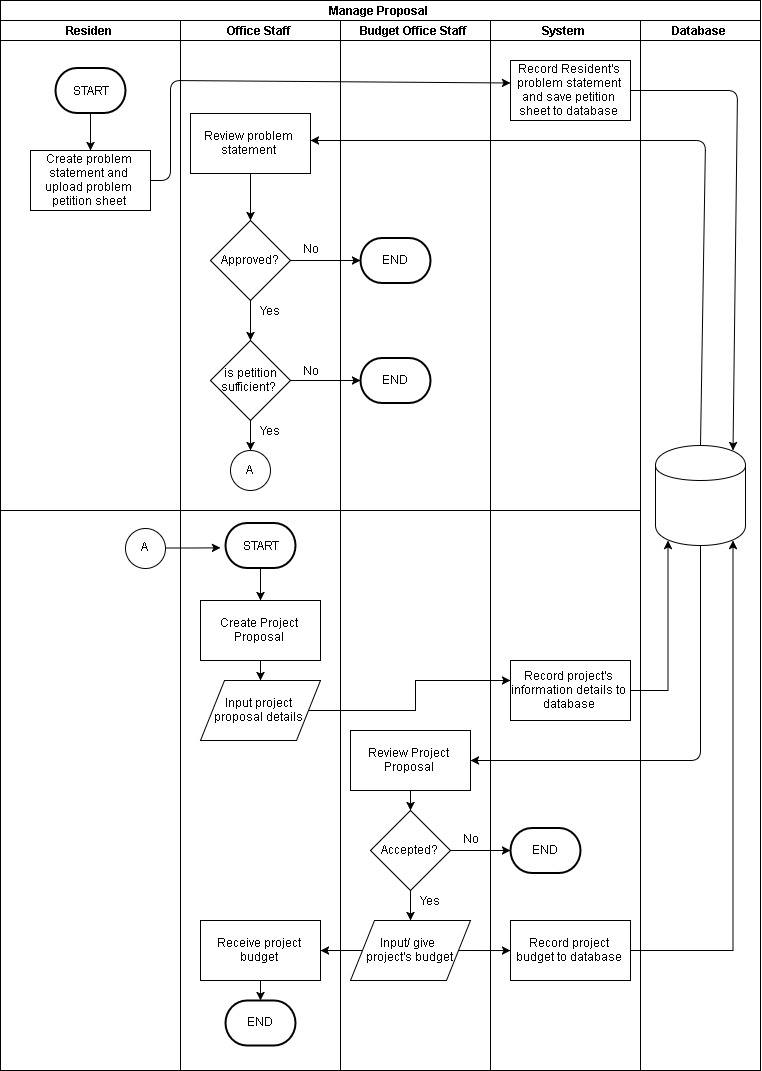 Manage Proposal
Residen
Office Staff
Budget Office Staff
System
Database
START
Record Resident's
problem statement
and save petition
sheet to database
Review problem
statement
Create problem
statement and
upload problem
petition sheet
Approved?
No
END
Yes
is petition
sufficient?
No
END
Yes
A
A
START
Create Project
Proposal
Input project
proposal details
Record project's
information details to
database
Review Project
Proposal
Accepted?
No
END
Yes
Receive project
budget
Input/ give
project's budget
Record project
budget to database
END